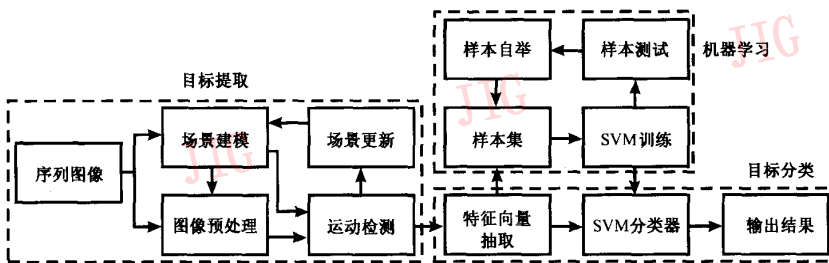 样本自举
样本测试
机器学习
JIG
目标提取
JIG
场景建模
场景更新
样本集
SVM训练
JIG
序列图像
目标分类
图像预处理
运动检测
特征向量
抽取
SVM分类器
输出结果